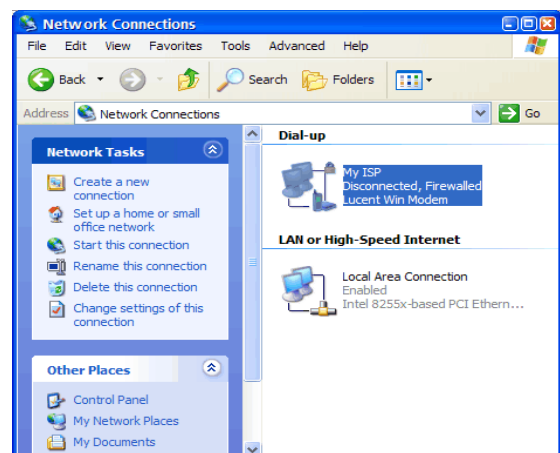 Network Connections
File Edit View Favorites Tools Advanced Help
Back Search Folders
Address Network Connections Go
Network Tasks
Create a new
connection
Set up a home or small
office network
Start this connection
Rename this connection
Delete this connection
Change settings of this
connection
Other Places
Control Panel
My Network Places
My Documents
Dial-up
My ISP
Disconnected, Firewalled
Lucent Win Modem
LAN or High-Speed Internet
Local Area Connection
Enabled
Intel 8255x-based PCI Ethern...